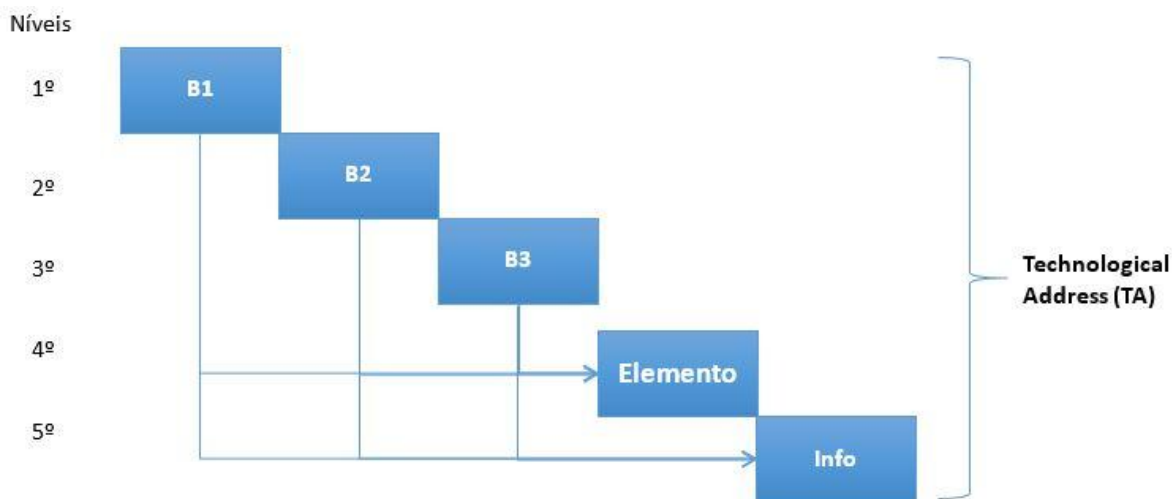 Níveis
1º
B1
2º
B2
3º
B3
Technological
Address (TA)
4º
Elemento
5º
Info